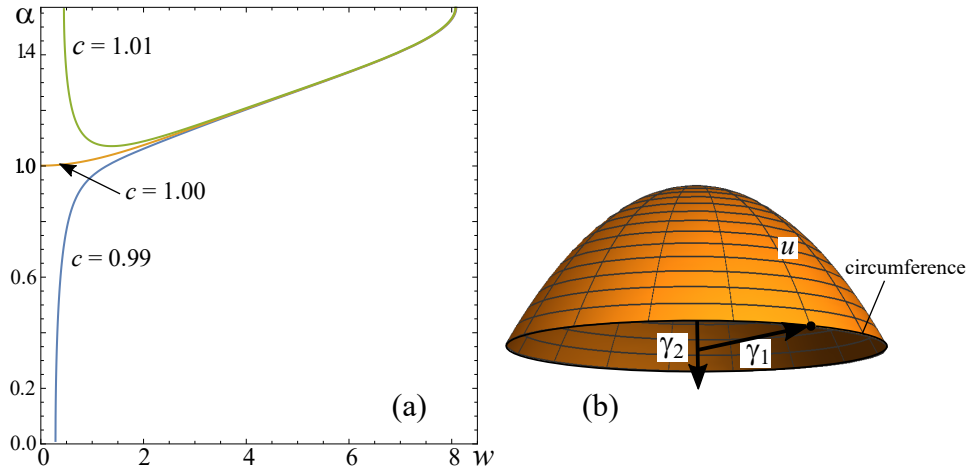 α
1.4
c = 1.01
1.0
c = 1.00
c = 0.99
0.6
0.2
0.0
0
2
4
6
8
w
(a)
u
circumference
γ₂
γ₁
(b)